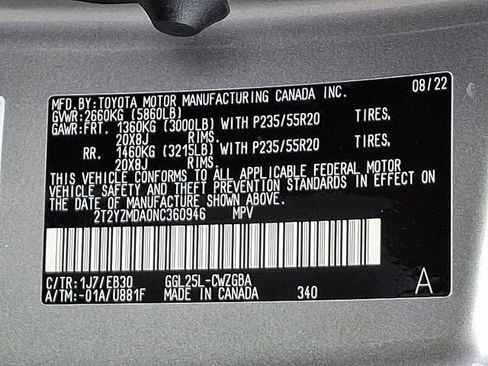 MFD.BY:TOYOTA MOTOR MANUFACTURING CANADA INC. 08/22
GVWR:2660KG (5860LB)
GAWR:FRT. 1360KG (3000LB) WITH P235/55R20 TIRES,
20X8J RIMS.
RR. 1460KG (3215LB) WITH P235/55R20 TIRES,
20X8J RIMS.
THIS VEHICLE CONFORMS TO ALL APPLICABLE FEDERAL MOTOR
VEHICLE SAFETY AND THEFT PREVENTION STANDARDS IN EFFECT ON
THE DATE OF MANUFACTURE SHOWN ABOVE.
2T2YZMDA0NC360946 MPV
C/TR:1J7/EB30 GGL25L-CWZGBA
A/TM:-01A/U881F MADE IN CANADA 340 A